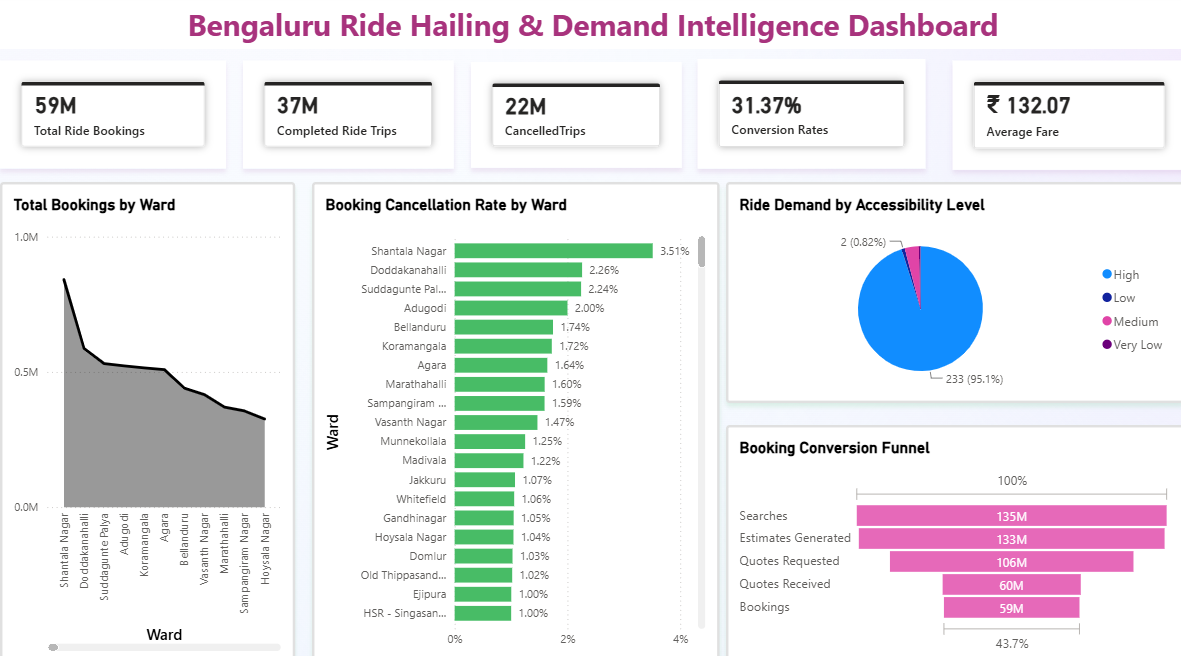 Bengaluru Ride Hailing & Demand Intelligence Dashboard
59M
Total Ride Bookings
37M
Completed Ride Trips
22M
CancelledTrips
31.37%
Conversion Rates
₹ 132.07
Average Fare
Total Bookings by Ward
1.0M
0.5M
0.0M
Shantala Nagar
Doddakanahalli
Suddagunte Palya
Adugodi
Koramangala
Agara
Bellanduru
Vasanth Nagar
Marathahalli
Sampangiram Nagar
Hoysala Nagar
Ward
Booking Cancellation Rate by Ward
Ward
Shantala Nagar 3.51%
Doddakanahalli 2.26%
Suddagunte Pal... 2.24%
Adugodi 2.00%
Bellanduru 1.74%
Koramangala 1.72%
Agara 1.64%
Marathahalli 1.60%
Sampangiram ... 1.59%
Vasanth Nagar 1.47%
Munnekollala 1.25%
Madivala 1.22%
Jakkuru 1.07%
Whitefield 1.06%
Gandhinagar 1.05%
Hoysala Nagar 1.04%
Domlur 1.03%
Old Thippasand... 1.02%
Ejipura 1.00%
HSR - Singasan... 1.00%
0% 2% 4%
Ride Demand by Accessibility Level
2 (0.82%)
233 (95.1%)
High
Low
Medium
Very Low
Booking Conversion Funnel
100%
Searches 135M
Estimates Generated 133M
Quotes Requested 106M
Quotes Received 60M
Bookings 59M
43.7%